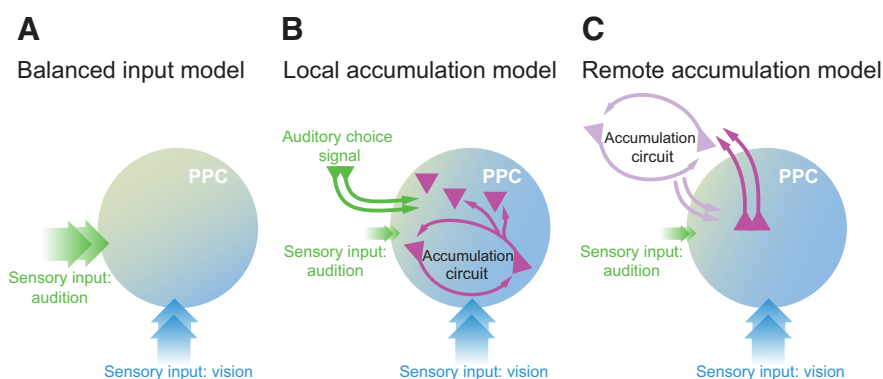 A
Balanced input model
PPC
Sensory input:
audition
Sensory input: vision
B
Local accumulation model
Auditory choice
signal
PPC
Sensory input:
audition
Accumulation
circuit
Sensory input: vision
C
Remote accumulation model
Accumulation
circuit
PPC
Sensory input:
audition
Sensory input: vision